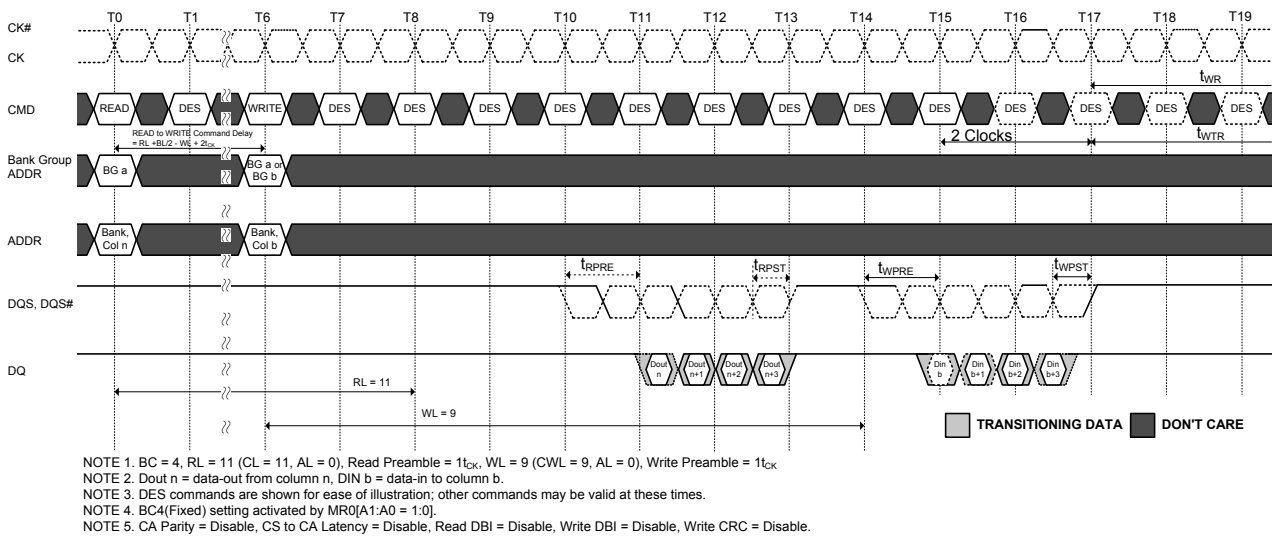 T0 T1 T6 T7 T8 T9 T10 T11 T12 T13 T14 T15 T16 T17 T18 T19
CK#
CK
tWR
CMD READ DES WRITE DES DES DES DES DES DES DES DES DES DES DES DES DES
READ to WRITE Command Delay
= RL +BL/2 - WL + 2tCK
2 Clocks tWTR
Bank Group
ADDR
BG a
BG a or
BG b
ADDR
Bank,
Col n
Bank,
Col b
tRPRE tRPST tWPRE tWPST
DQS, DQS#
DQ
Dout
n
Dout
n+1
Dout
n+2
Dout
n+3
Din
b
Din
b+1
Din
b+2
Din
b+3
RL = 11
WL = 9
TRANSITIONING DATA DON'T CARE
NOTE 1. BC = 4, RL = 11 (CL = 11, AL = 0), Read Preamble = 1tCK, WL = 9 (CWL = 9, AL = 0), Write Preamble = 1tCK
NOTE 2. Dout n = data-out from column n, DIN b = data-in to column b.
NOTE 3. DES commands are shown for ease of illustration; other commands may be valid at these times.
NOTE 4. BC4(Fixed) setting activated by MR0[A1:A0 = 1:0].
NOTE 5. CA Parity = Disable, CS to CA Latency = Disable, Read DBI = Disable, Write DBI = Disable, Write CRC = Disable.